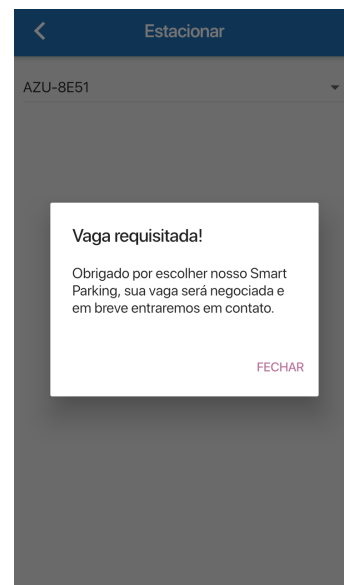 Estacionar
AZU-8E51
Vaga requisitada!
Obrigado por escolher nosso Smart
Parking, sua vaga será negociada e
em breve entraremos em contato.
FECHAR